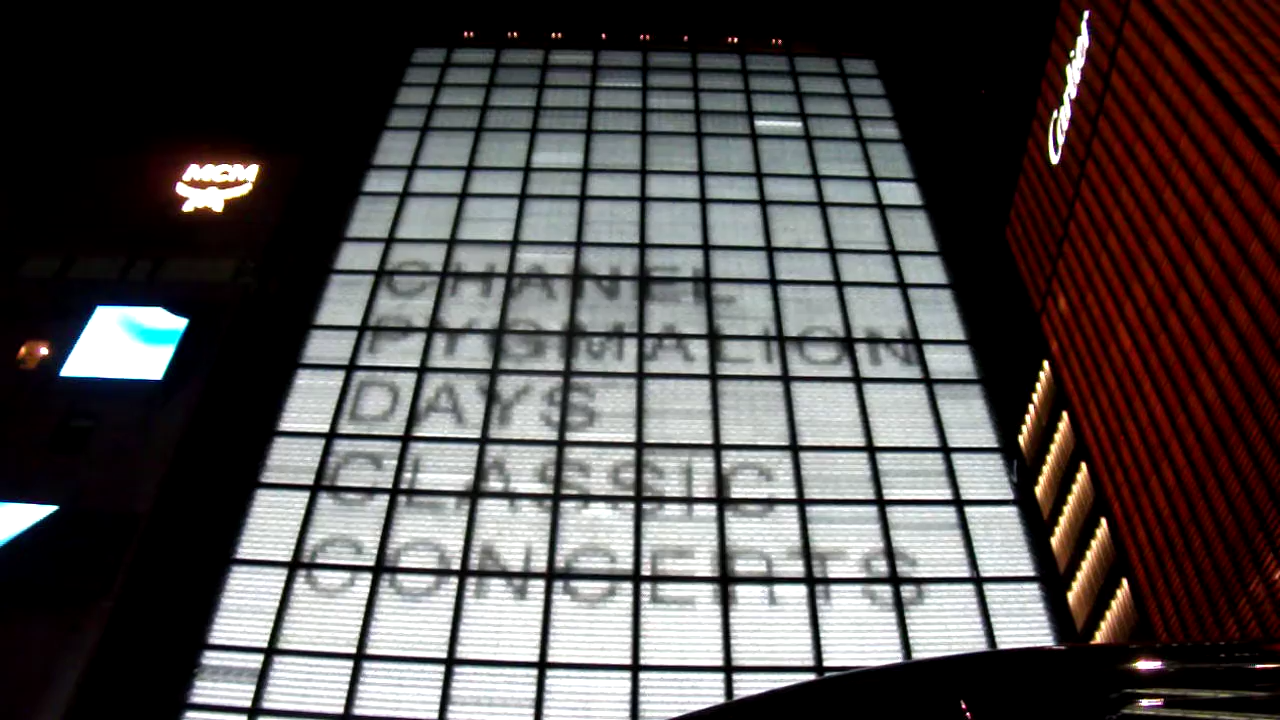 MCM
Cartier
CHANEL
PYGMALION
DAYS
CLASSIC
CONCERTS